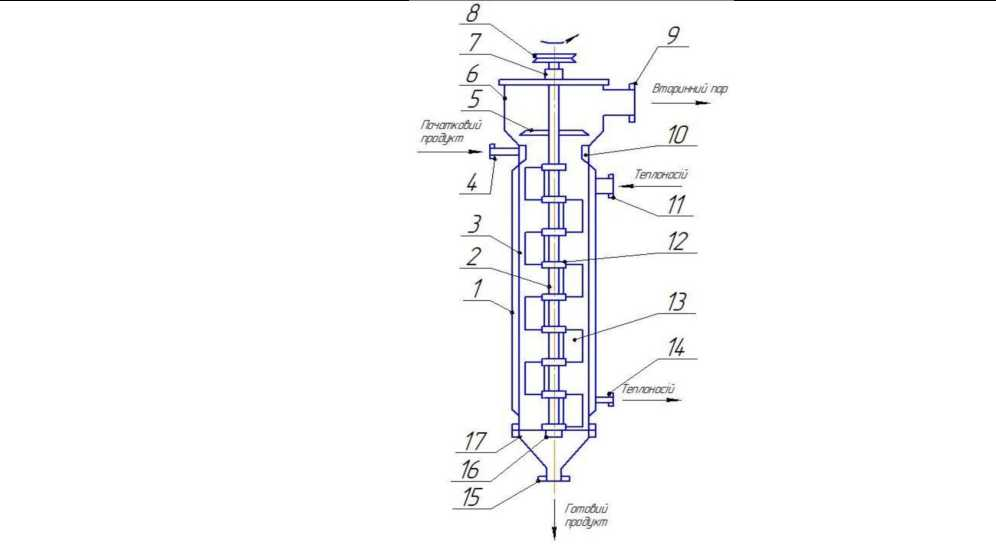 8
7
6
5
Початковий
продукт
4
3
2
1
17
16
15
9
Вторинний пар
10
Теплоносій
11
12
13
14
Теплоносій
Готовий
продукт